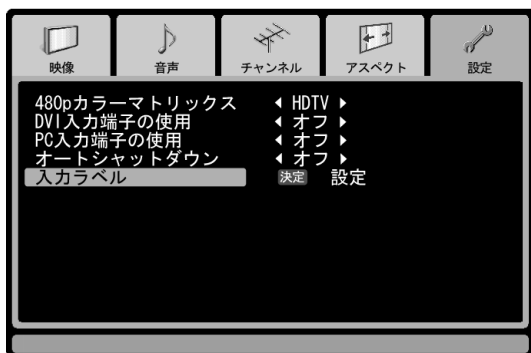 映像 音声 チャンネル アスペクト 設定
480pカラーマトリックス HDTV
DVI入力端子の使用 オフ
PC入力端子の使用 オフ
オートシャットダウン オフ
入力ラベル 決定 設定